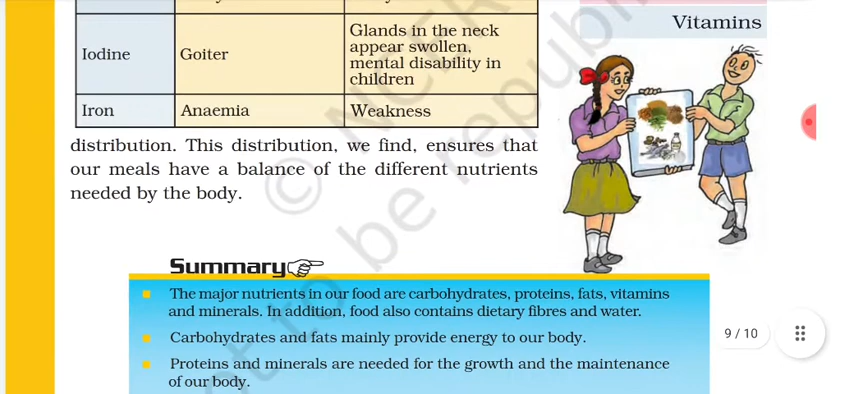 Vitamins
Iodine
Goiter
Glands in the neck
appear swollen,
mental disability in
children
Iron
Anaemia
Weakness
distribution. This distribution, we find, ensures that
our meals have a balance of the different nutrients
needed by the body.
Summary
The major nutrients in our food are carbohydrates, proteins, fats, vitamins
and minerals. In addition, food also contains dietary fibres and water.
Carbohydrates and fats mainly provide energy to our body.
Proteins and minerals are needed for the growth and the maintenance
of our body.
9 / 10